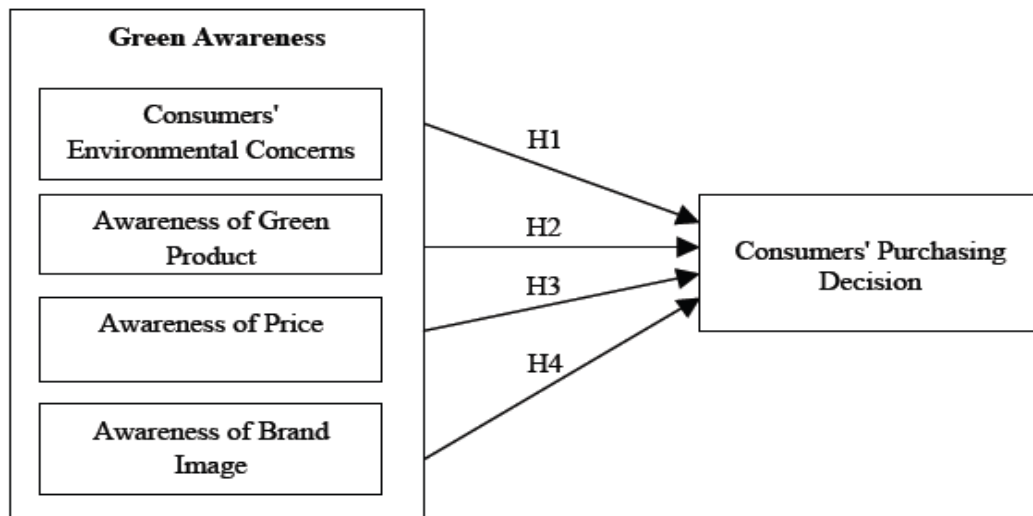 Green Awareness
Consumers'
Environmental Concerns
Awareness of Green
Product
Awareness of Price
Awareness of Brand
Image
H1
H2
H3
H4
Consumers' Purchasing
Decision